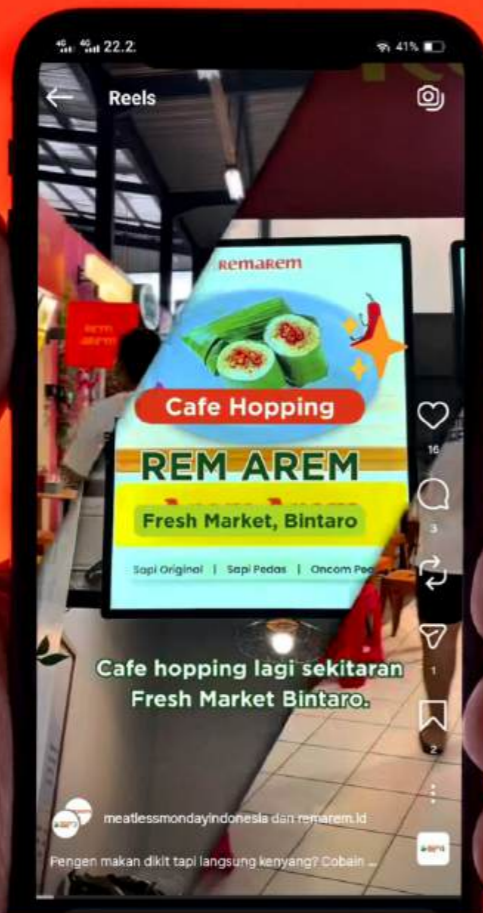 4G 4G 22.2
41%
Reels
RemaRem
Cafe Hopping
REM AREM
Fresh Market, Bintaro
Sapi Original | Sapi Pedas | Oncom
16
3
1
2
Cafe hopping lagi sekitaran
Fresh Market Bintaro.
meatlessmondayindonesia dan remarem.id
Pengen makan dikit tapi langsung kenyang? Cobain ...